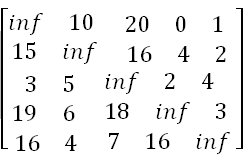 inf 10 20 0 1
15 inf 16 4 2
3 5 inf 2 4
19 6 18 inf 3
16 4 7 16 inf